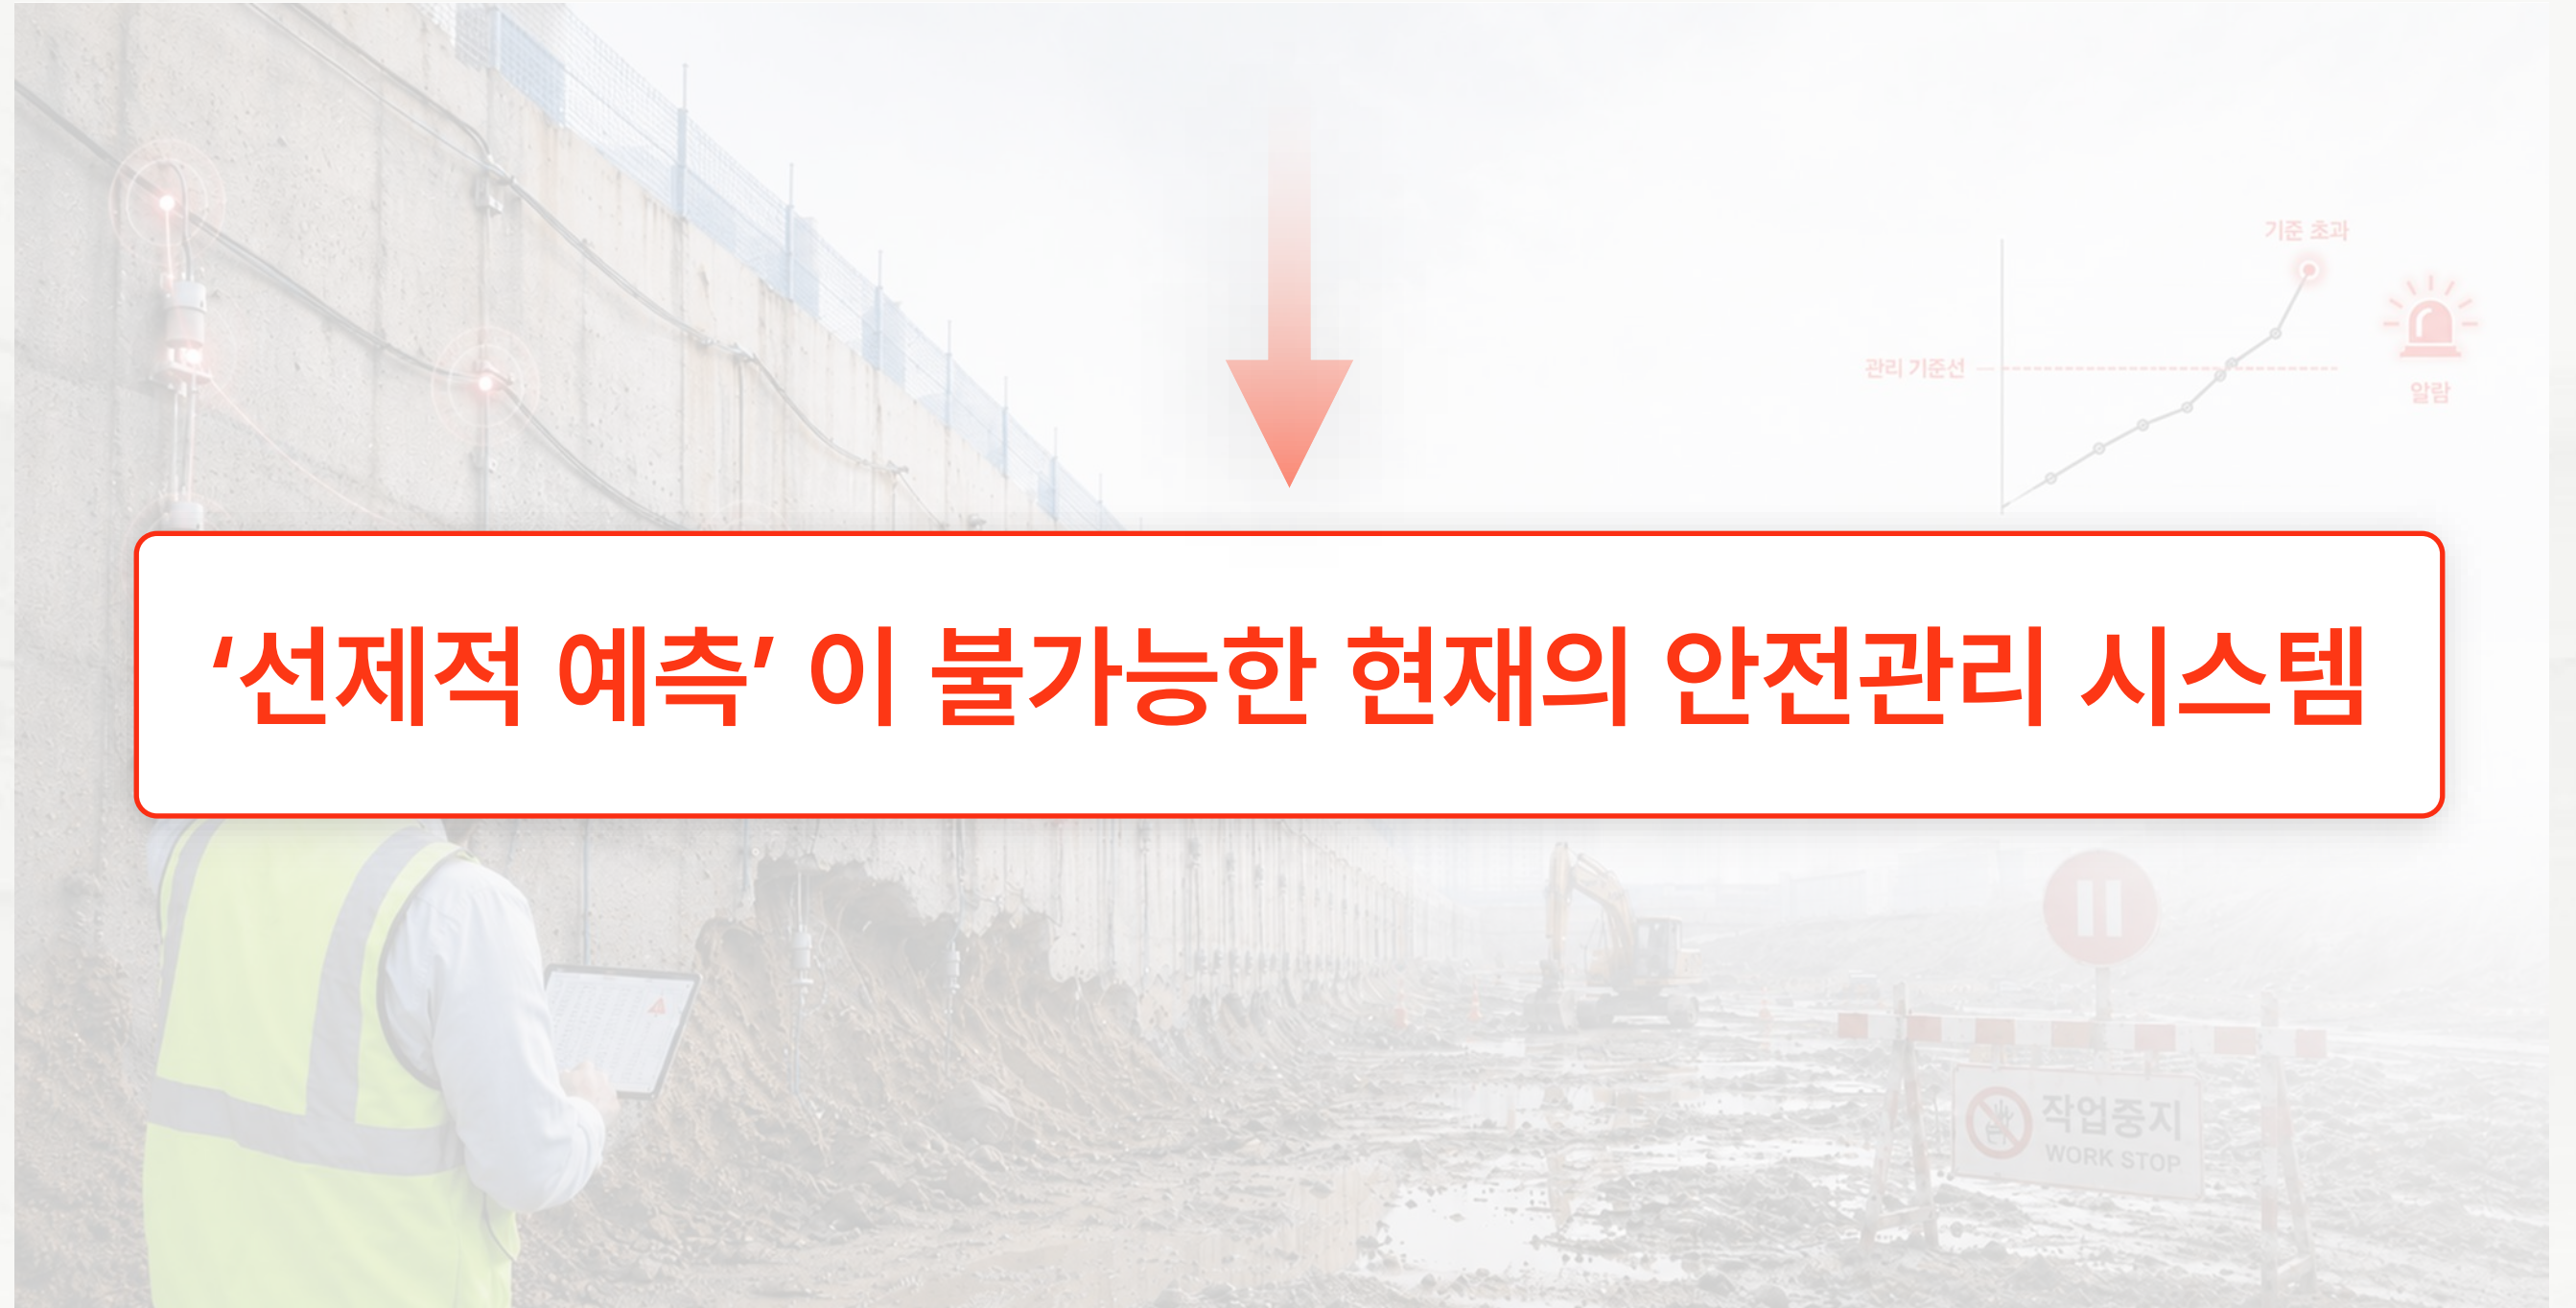 기준 초과
관리 기준선
알람
‘선제적 예측’ 이 불가능한 현재의 안전관리 시스템
작업중지
WORK STOP